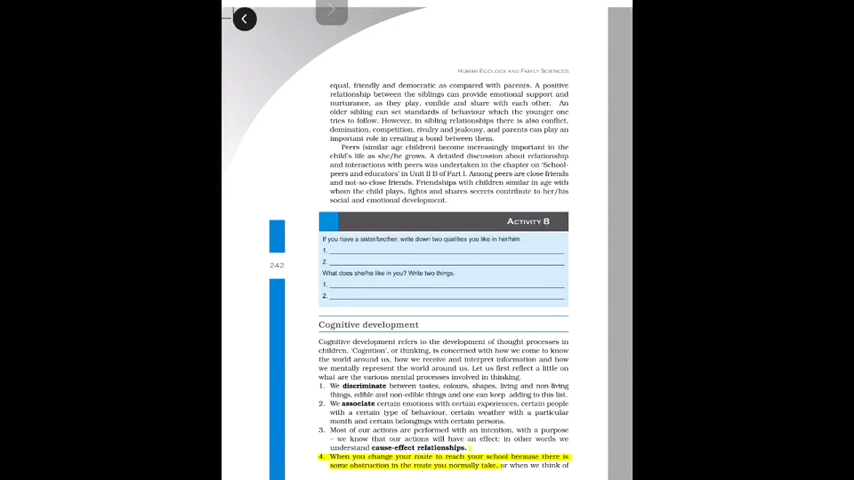 HUMAN ECOLOGY AND FAMILY SCIENCES
equal, friendly and democratic as compared with parents. A positive
relationship between the siblings can provide emotional support and
nurturance, as they play, confide and share with each other. An
older sibling can set standards of behaviour which the younger one
tries to follow. However, in sibling relationships there is also conflict,
domination, competition, rivalry and jealousy, and parents can play an
important role in creating a bond between them.
Peers (similar age children) become increasingly important in the
child's life as she/he grows. A detailed discussion about relationship
and interactions with peers was undertaken in the chapter on 'School-
peers and educators' in Unit II B of Part I. Among peers are close friends
and not-so-close friends. Friendships with children similar in age with
whom the child plays, fights and shares secrets contribute to her/his
social and emotional development.
ACTIVITY 8
If you have a sister/brother, write down two qualities you like in her/him.
1.
2.
What does she/he like in you? Write two things.
1.
2.
242
Cognitive development
Cognitive development refers to the development of thought processes in
children. 'Cognition', or thinking, is concerned with how we come to know
the world around us, how we receive and interpret information and how
we mentally represent the world around us. Let us first reflect a little on
what are the various mental processes involved in thinking.
1. We discriminate between tastes, colours, shapes, living and non-living
things, edible and non-edible things and one can keep adding to this list.
2. We associate certain emotions with certain experiences, certain people
with a certain type of behaviour, certain weather with a particular
month and certain belongings with certain persons.
3. Most of our actions are performed with an intention, with a purpose
– we know that our actions will have an effect; in other words we
understand cause-effect relationships.
4. When you change your route to reach your school because there is
some obstruction in the route you normally take, or when we think of